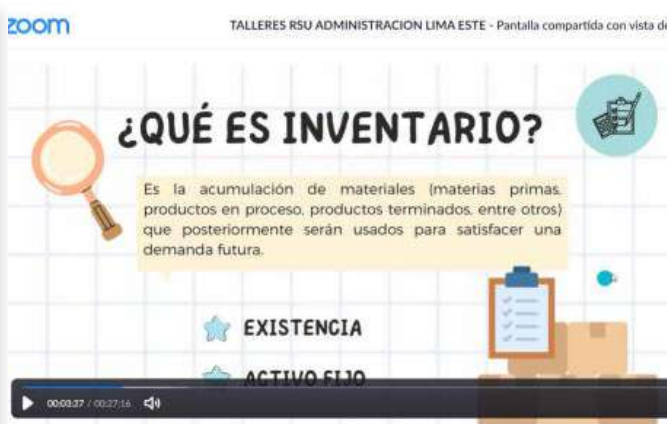 zoom
TALLERES RSU ADMINISTRACION LIMA ESTE - Pantalla compartida con vista de
¿QUÉ ES INVENTARIO?
Es la acumulación de materiales (materias primas,
productos en proceso, productos terminados, entre otros)
que posteriormente serán usados para satisfacer una
demanda futura.
EXISTENCIA
ACTIVO FIJO
00:03:37 / 00:27:16